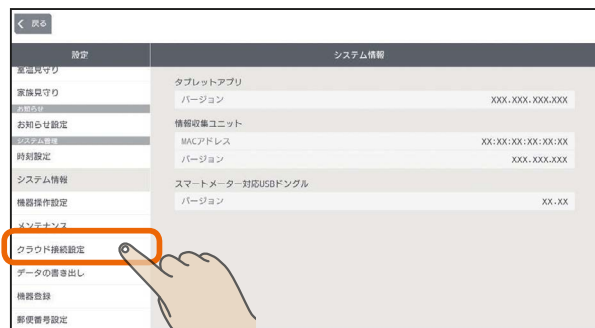 戻る
設定
システム情報
室温見守り
家族見守り
お知らせ
お知らせ設定
システム管理
時刻設定
システム情報
機器操作設定
メンテナンス
クラウド接続設定
データの書き出し
機器登録
郵便番号設定
タブレットアプリ
バージョン XXX.XXX.XXX.XXX
情報収集ユニット
MACアドレス XX:XX:XX:XX:XX:XX
バージョン XXX.XXX.XXX
スマートメーター対応USBドングル
バージョン XX.XX